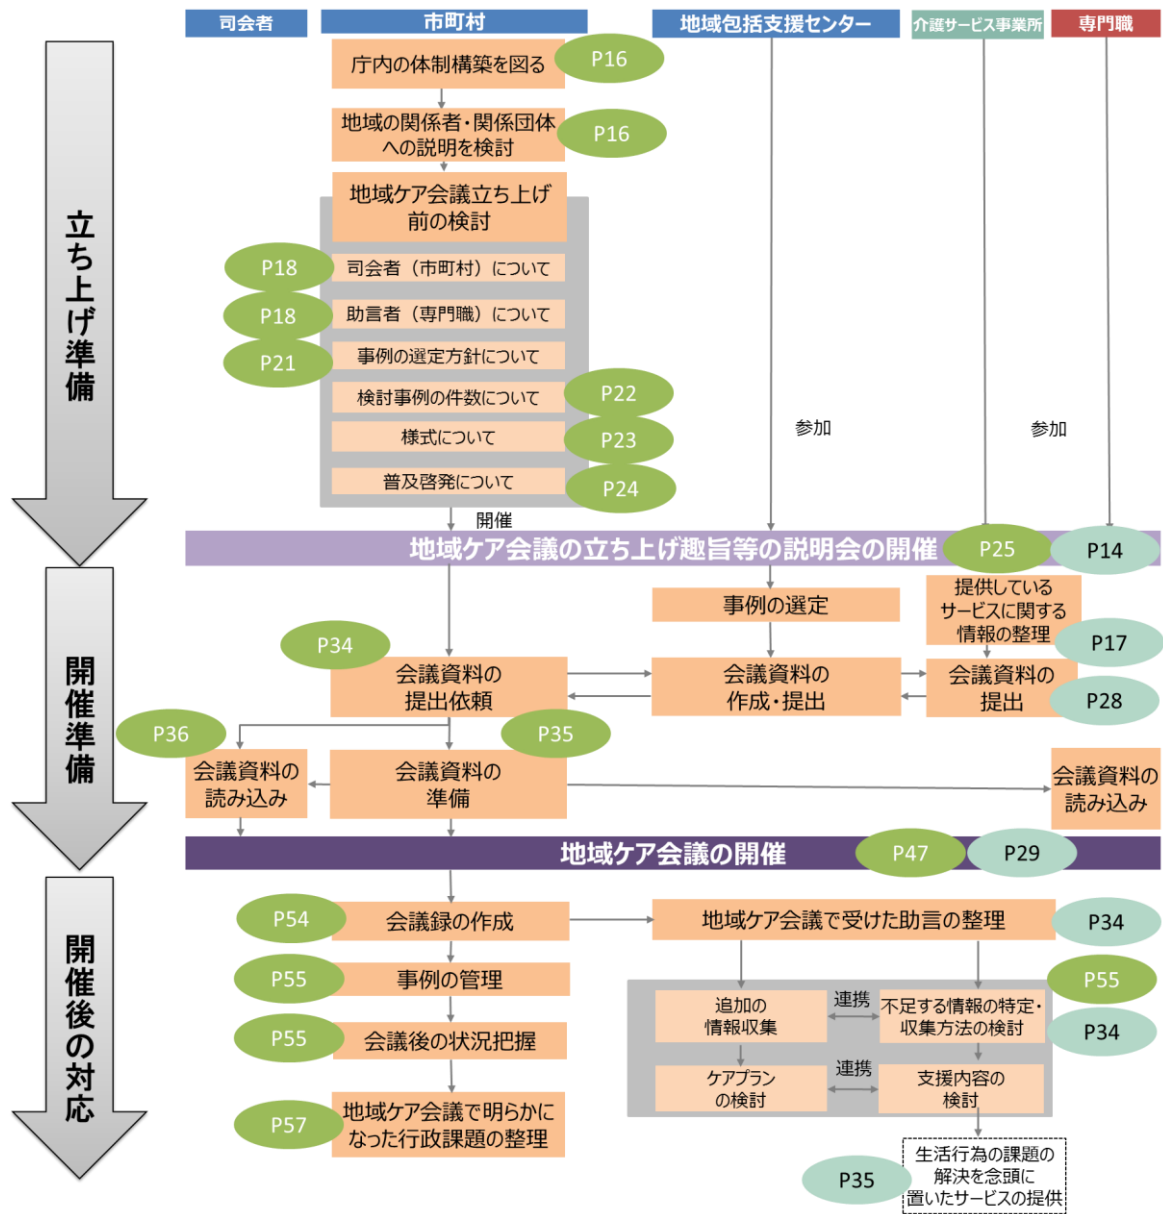 司会者
市町村
地域包括支援センター
介護サービス事業所
専門職
立ち上げ準備
庁内の体制構築を図る
P16
地域の関係者・関係団体
への説明を検討
P16
地域ケア会議立ち上げ
前の検討
P18
司会者（市町村）について
P18
助言者（専門職）について
P21
事例の選定方針について
検討事例の件数について
P22
様式について
P23
普及啓発について
P24
参加
参加
開催
地域ケア会議の立ち上げ趣旨等の説明会の開催
P25
P14
開催準備
事例の選定
提供している
サービスに関する
情報の整理
P17
P34
会議資料の
提出依頼
会議資料の
作成・提出
会議資料の
提出
P28
P36
P35
会議資料の
読み込み
会議資料の
準備
会議資料の
読み込み
地域ケア会議の開催
P47
P29
開催後の対応
P54
会議録の作成
地域ケア会議で受けた助言の整理
P34
P55
事例の管理
P55
追加の
情報収集
連携
不足する情報の特定・
収集方法の検討
P34
P55
会議後の状況把握
ケアプラン
の検討
連携
支援内容の
検討
P57
地域ケア会議で明らかに
なった行政課題の整理
P35
生活行為の課題の
解決を念頭に
置いたサービスの提供